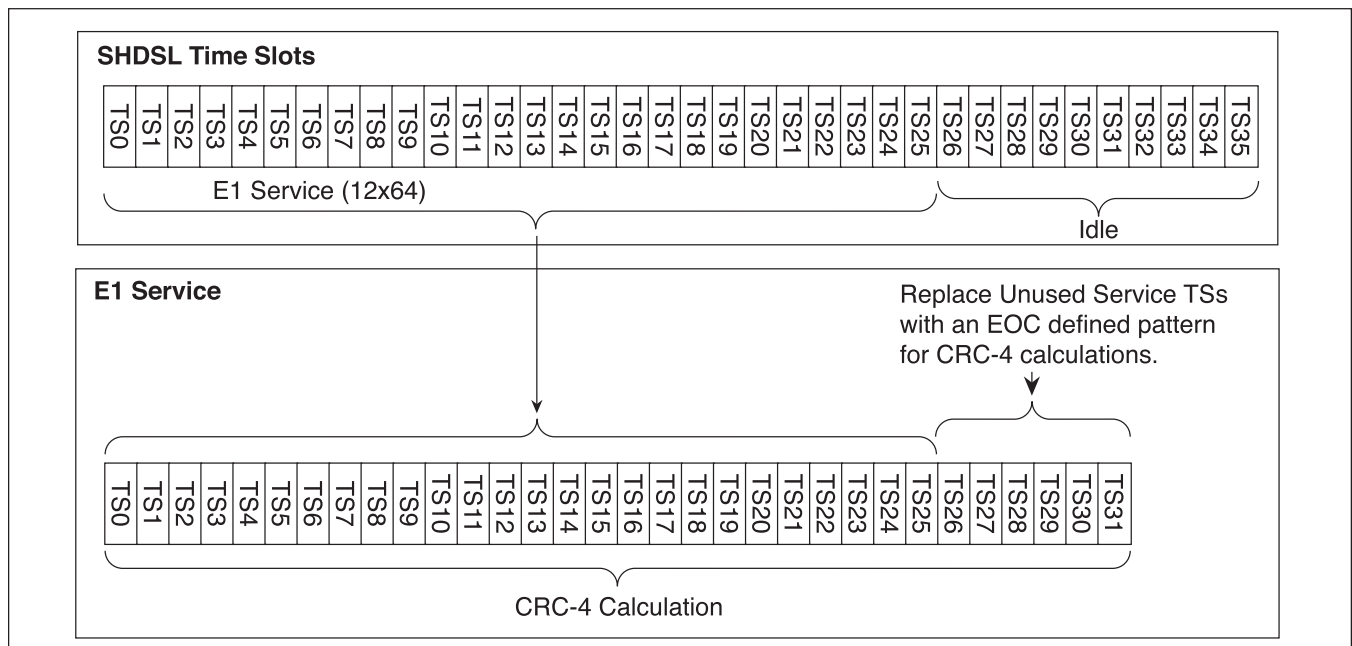 SHDSL Time Slots
TS0 TS1 TS2 TS3 TS4 TS5 TS6 TS7 TS8 TS9 TS10 TS11 TS12 TS13 TS14 TS15 TS16 TS17 TS18 TS19 TS20 TS21 TS22 TS23 TS24 TS25 TS26 TS27 TS28 TS29 TS30 TS31 TS32 TS33 TS34 TS35
E1 Service (12x64)
Idle
E1 Service
Replace Unused Service TSs
with an EOC defined pattern
for CRC-4 calculations.
TS0 TS1 TS2 TS3 TS4 TS5 TS6 TS7 TS8 TS9 TS10 TS11 TS12 TS13 TS14 TS15 TS16 TS17 TS18 TS19 TS20 TS21 TS22 TS23 TS24 TS25 TS26 TS27 TS28 TS29 TS30 TS31
CRC-4 Calculation